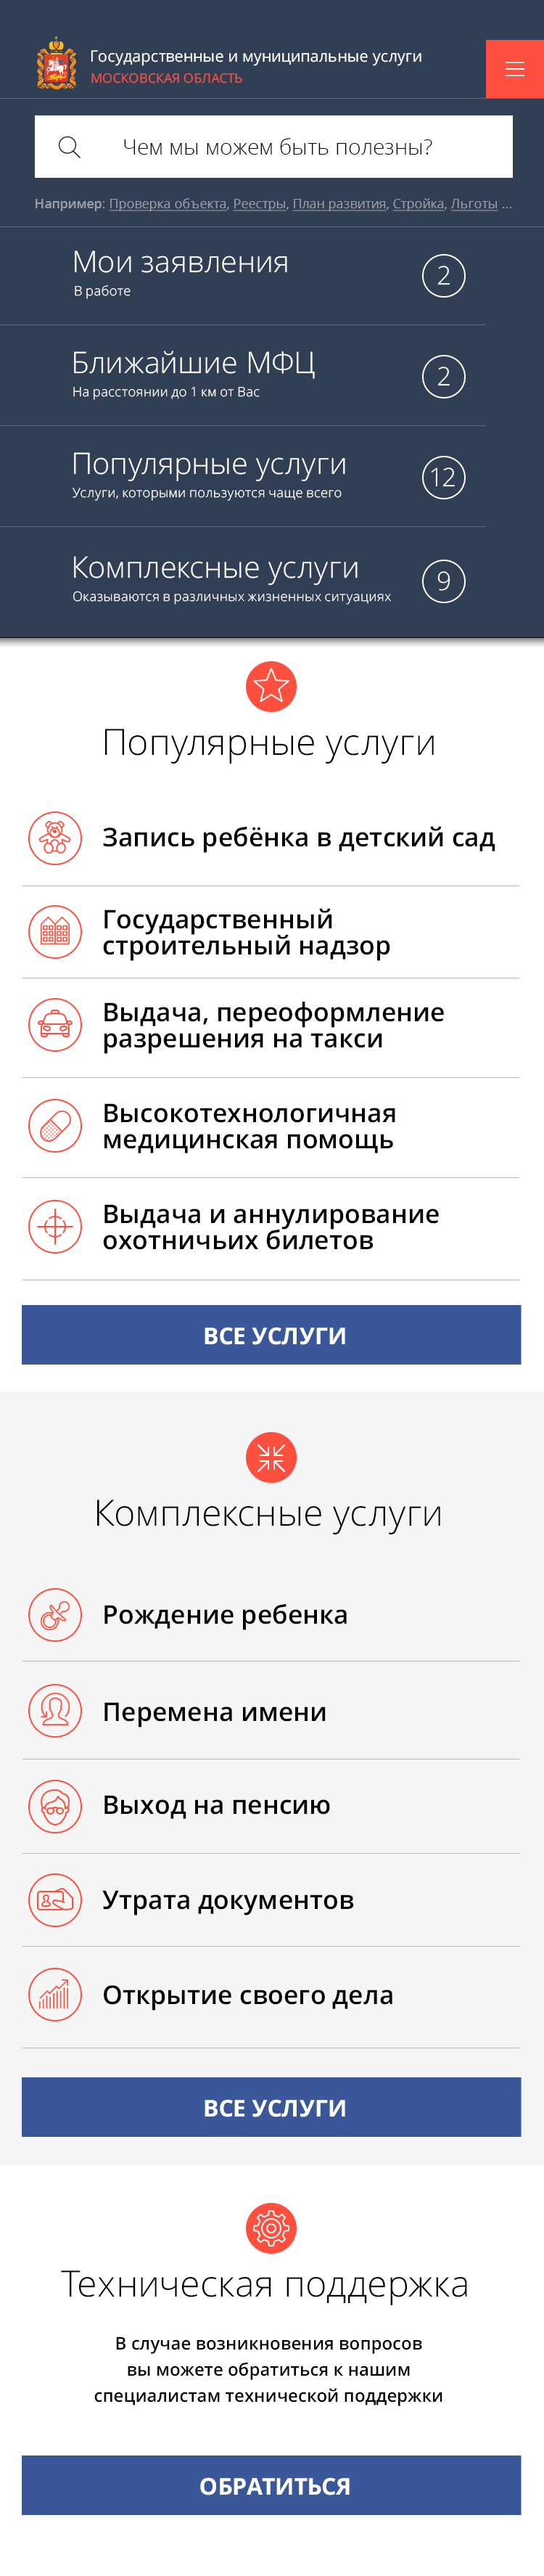 Государственные и муниципальные услуги
МОСКОВСКАЯ ОБЛАСТЬ
Чем мы можем быть полезны?
Например: Проверка объекта, Реестры, План развития, Стройка, Льготы ...
Мои заявления
В работе
2
Ближайшие МФЦ
На расстоянии до 1 км от Вас
2
Популярные услуги
Услуги, которыми пользуются чаще всего
12
Комплексные услуги
Оказываются в различных жизненных ситуациях
9
Популярные услуги
Запись ребёнка в детский сад
Государственный
строительный надзор
Выдача, переоформление
разрешения на такси
Высокотехнологичная
медицинская помощь
Выдача и аннулирование
охотничьих билетов
ВСЕ УСЛУГИ
Комплексные услуги
Рождение ребенка
Перемена имени
Выход на пенсию
Утрата документов
Открытие своего дела
ВСЕ УСЛУГИ
Техническая поддержка
В случае возникновения вопросов
вы можете обратиться к нашим
специалистам технической поддержки
ОБРАТИТЬСЯ